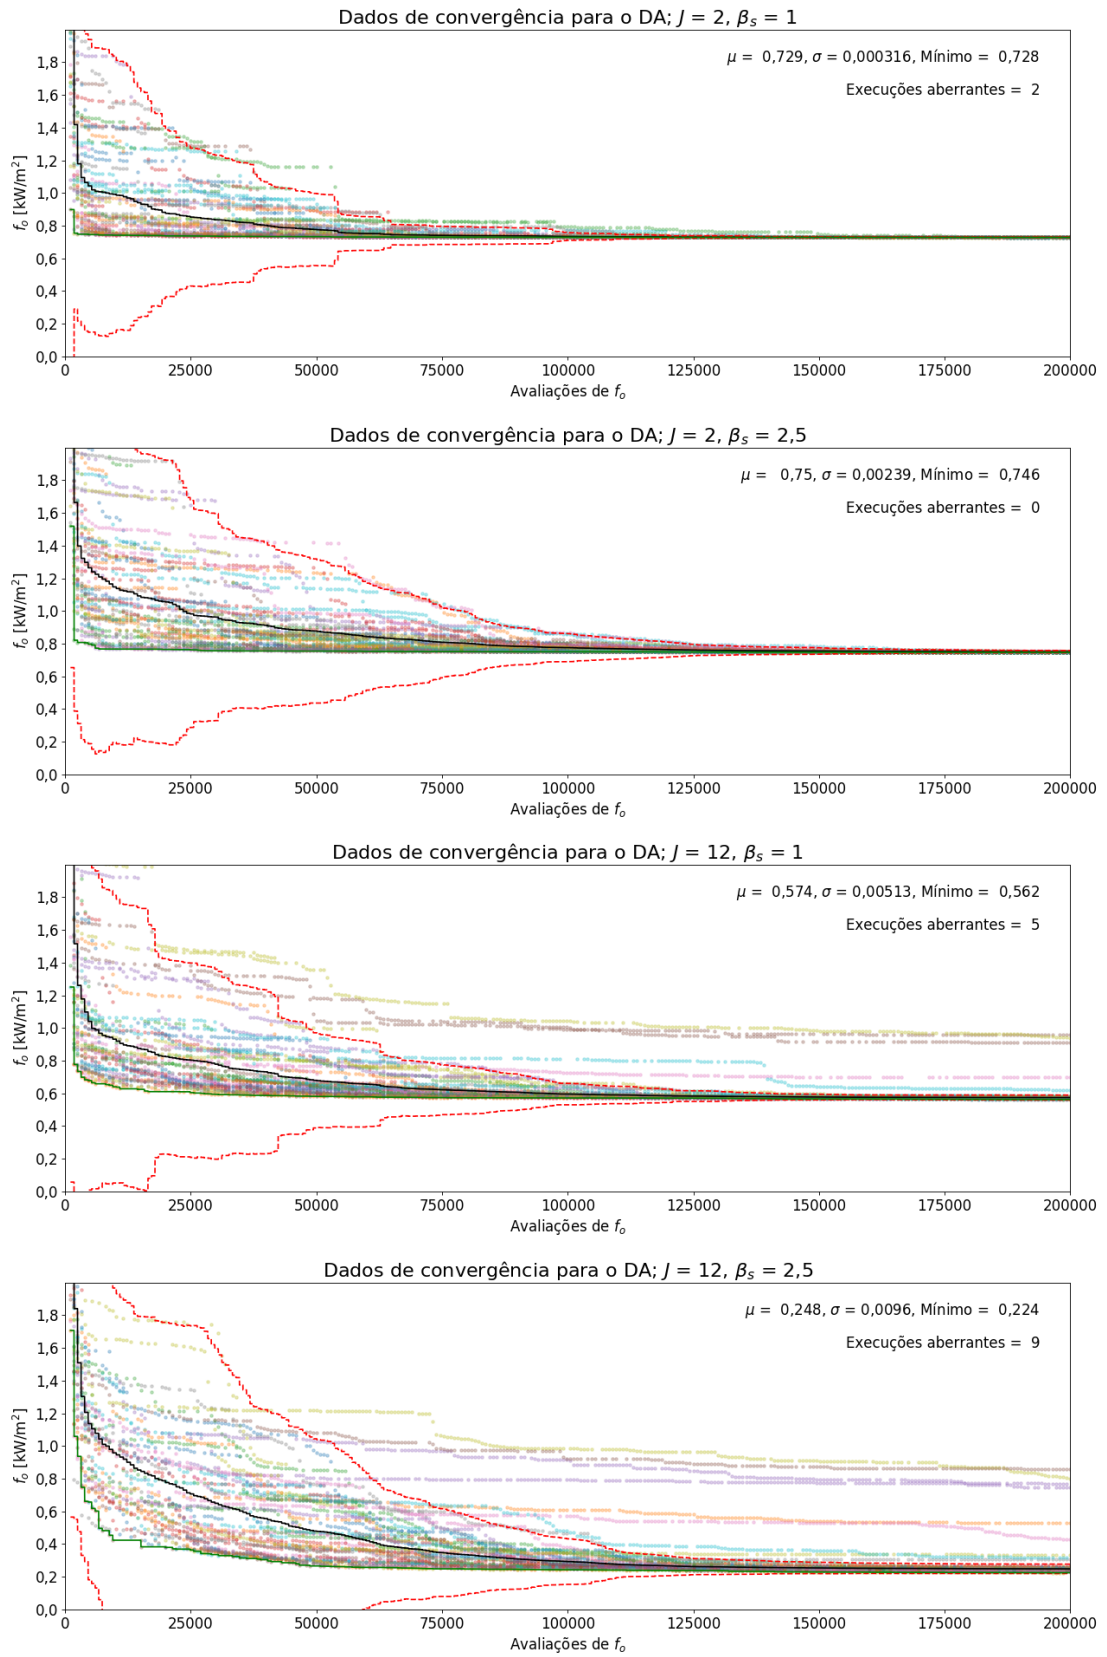 Dados de convergência para o DA; J = 2, βs = 1
μ = 0,729, σ = 0,000316, Mínimo = 0,728
Execuções aberrantes = 2
fo [kW/m²]
1,8
1,6
1,4
1,2
1,0
0,8
0,6
0,4
0,2
0,0
0 25000 50000 75000 100000 125000 150000 175000 200000
Avaliações de fo
Dados de convergência para o DA; J = 2, βs = 2,5
μ = 0,75, σ = 0,00239, Mínimo = 0,746
Execuções aberrantes = 0
fo [kW/m²]
1,8
1,6
1,4
1,2
1,0
0,8
0,6
0,4
0,2
0,0
0 25000 50000 75000 100000 125000 150000 175000 200000
Avaliações de fo
Dados de convergência para o DA; J = 12, βs = 1
μ = 0,574, σ = 0,00513, Mínimo = 0,562
Execuções aberrantes = 5
fo [kW/m²]
1,8
1,6
1,4
1,2
1,0
0,8
0,6
0,4
0,2
0,0
0 25000 50000 75000 100000 125000 150000 175000 200000
Avaliações de fo
Dados de convergência para o DA; J = 12, βs = 2,5
μ = 0,248, σ = 0,0096, Mínimo = 0,224
Execuções aberrantes = 9
fo [kW/m²]
1,8
1,6
1,4
1,2
1,0
0,8
0,6
0,4
0,2
0,0
0 25000 50000 75000 100000 125000 150000 175000 200000
Avaliações de fo